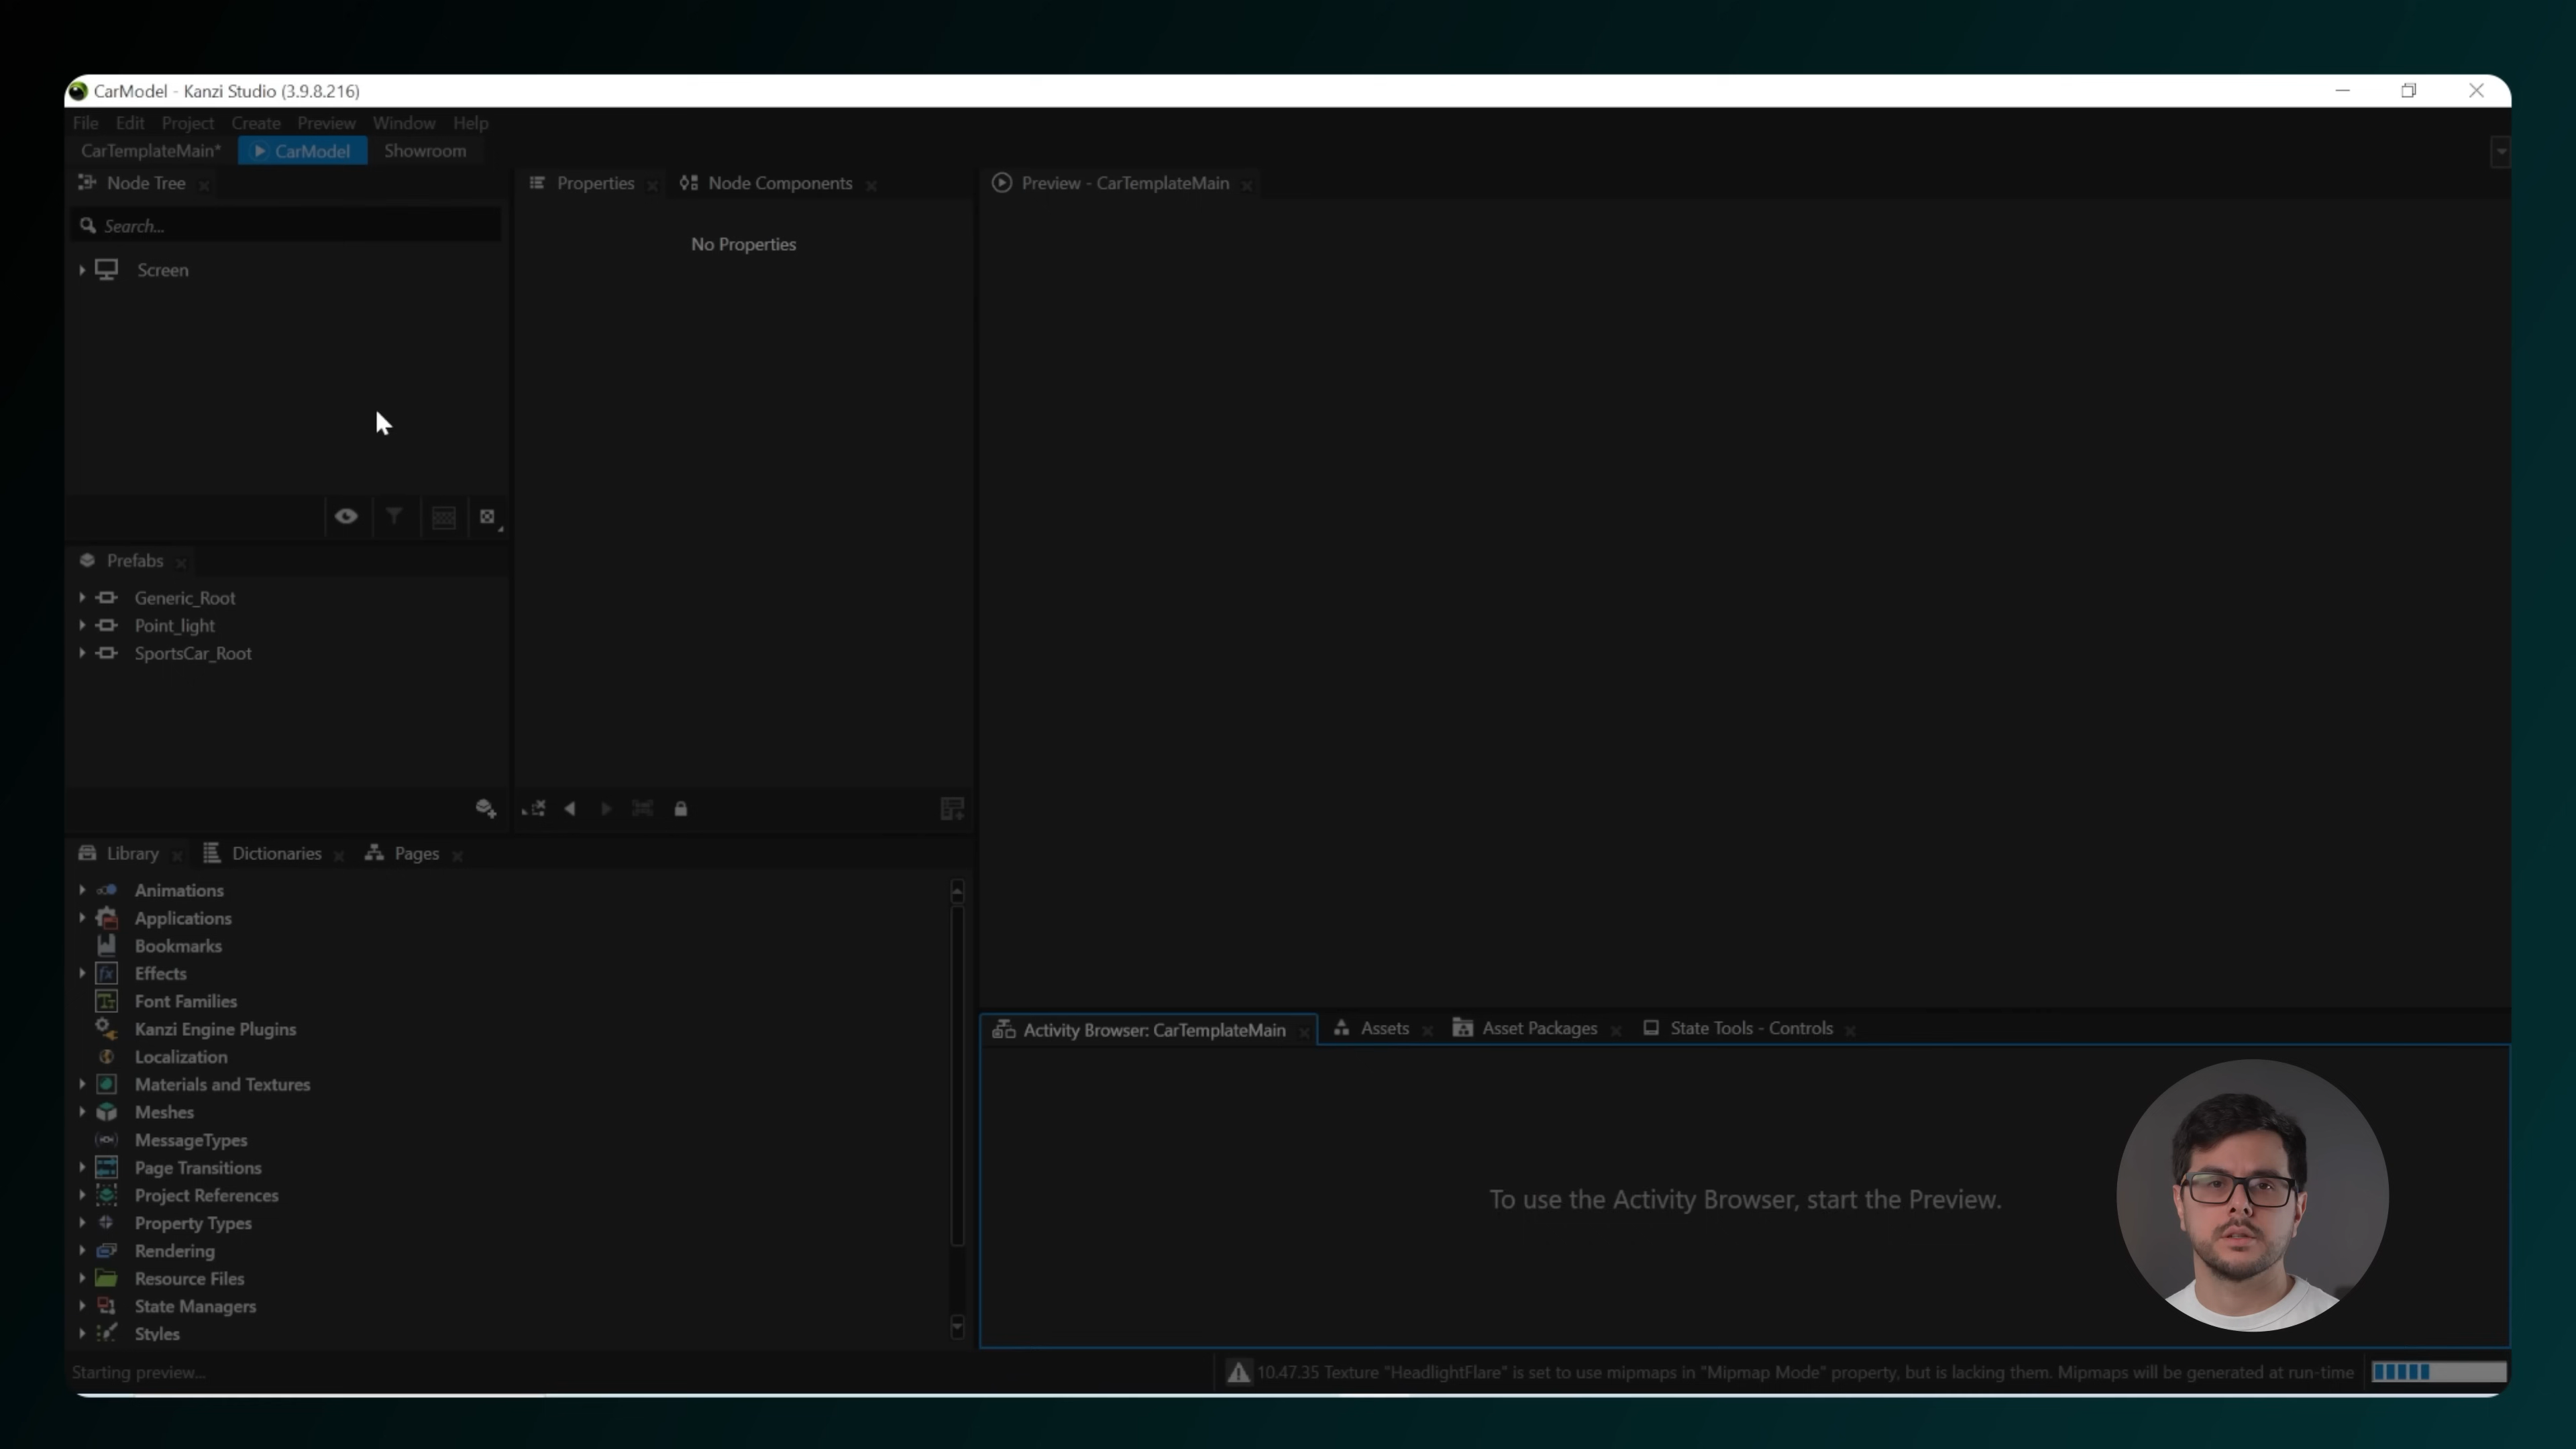 CarModel - Kanzi Studio (3.9.8.216)
File Edit Project Create Preview Window Help
CarTemplateMain* CarModel Showroom
Node Tree
Search...
Screen
Properties Node Components
No Properties
Preview - CarTemplateMain
Prefabs
Generic_Root
Point_light
SportsCar_Root
Library Dictionaries Pages
Animations
Applications
Bookmarks
Effects
Font Families
Kanzi Engine Plugins
Localization
Materials and Textures
Meshes
MessageTypes
Page Transitions
Project References
Property Types
Rendering
Resource Files
State Managers
Styles
Activity Browser: CarTemplateMain Assets Asset Packages State Tools - Controls
To use the Activity Browser, start the Preview.
Starting preview...
10.47.35 Texture "HeadlightFlare" is set to use mipmaps in "Mipmap Mode" property, but is lacking them. Mipmaps will be generated at run-time